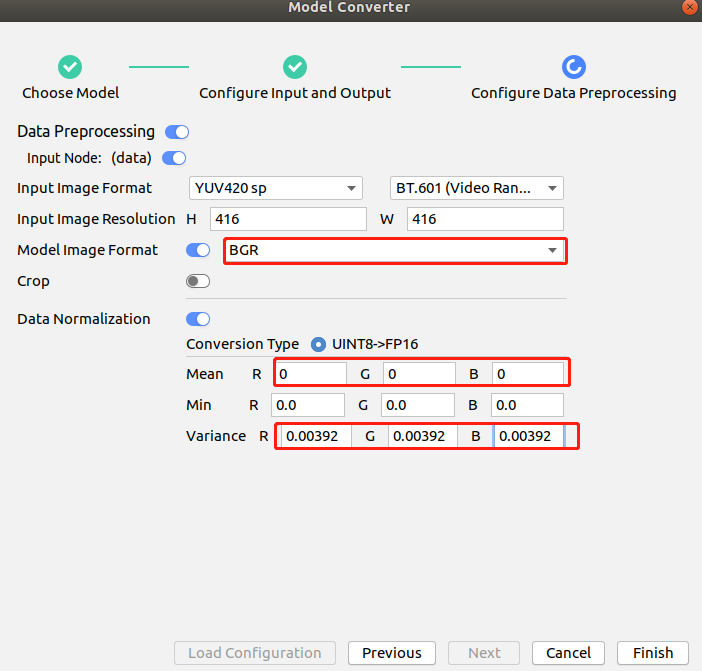 Model Converter
Choose Model
Configure Input and Output
Configure Data Preprocessing
Data Preprocessing
Input Node: (data)
Input Image Format YUV420 sp BT.601 (Video Ran...
Input Image Resolution H 416 W 416
Model Image Format BGR
Crop
Data Normalization
Conversion Type UINT8->FP16
Mean R 0 G 0 B 0
Min R 0.0 G 0.0 B 0.0
Variance R 0.00392 G 0.00392 B 0.00392
Load Configuration Previous Next Cancel Finish